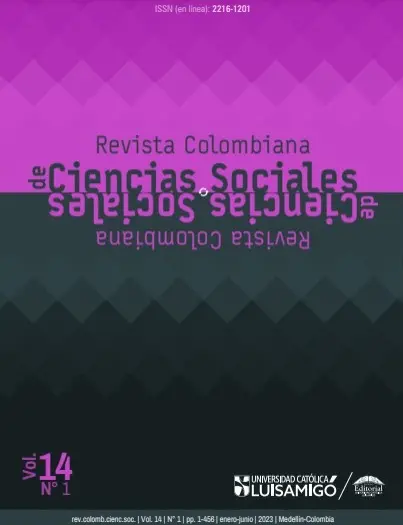 ISSN (en línea): 2216-1201
Revista Colombiana
de Ciencias Sociales
de Ciencias Sociales
Revista Colombiana
Vol. 14
N° 1
UNIVERSIDAD CATÓLICA
LUIS AMIGÓ
Editorial
rev.colomb.cienc.soc. | Vol. 14 | N° 1 | pp. 1-456 | enero-junio | 2023 | Medellín-Colombia